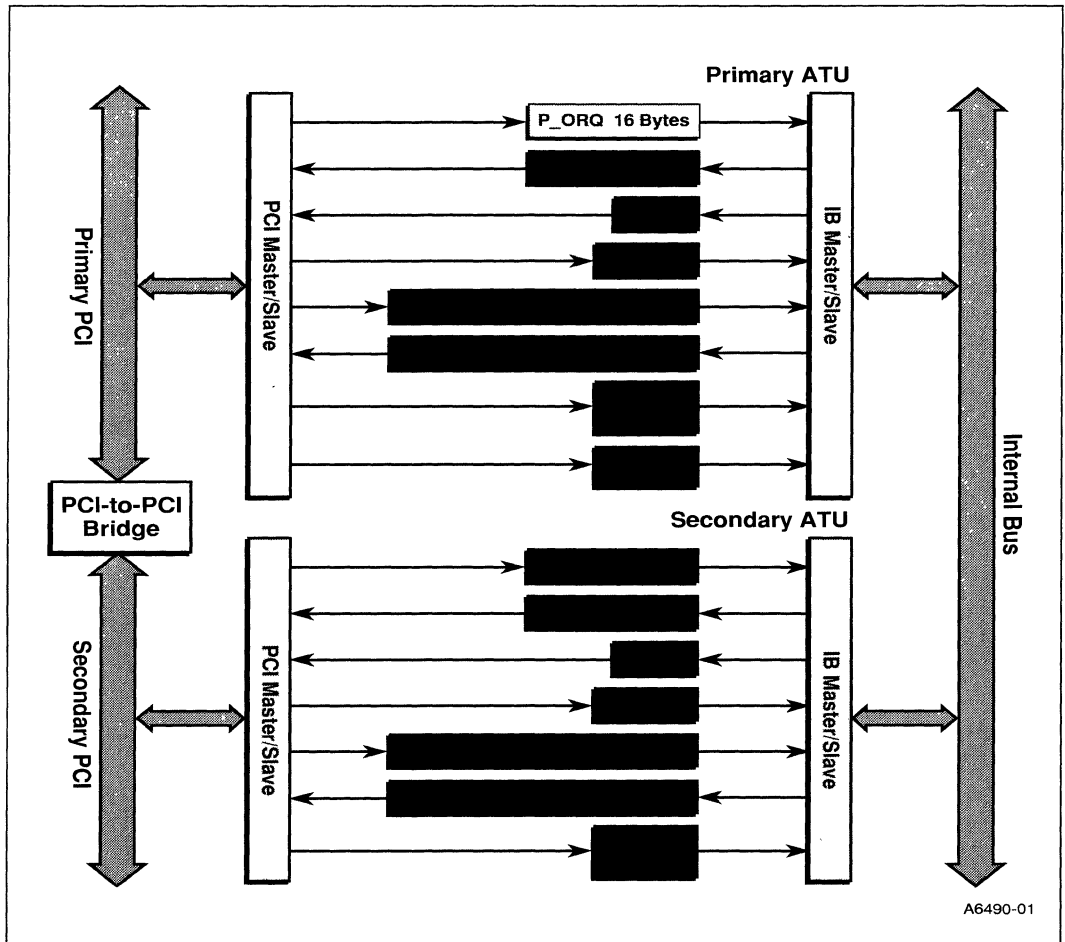 Primary ATU
P_ORQ 16 Bytes
Primary PCI
PCI Master/Slave
IB Master/Slave
Internal Bus
PCI-to-PCI
Bridge
Secondary ATU
Secondary PCI
PCI Master/Slave
IB Master/Slave
A6490-01